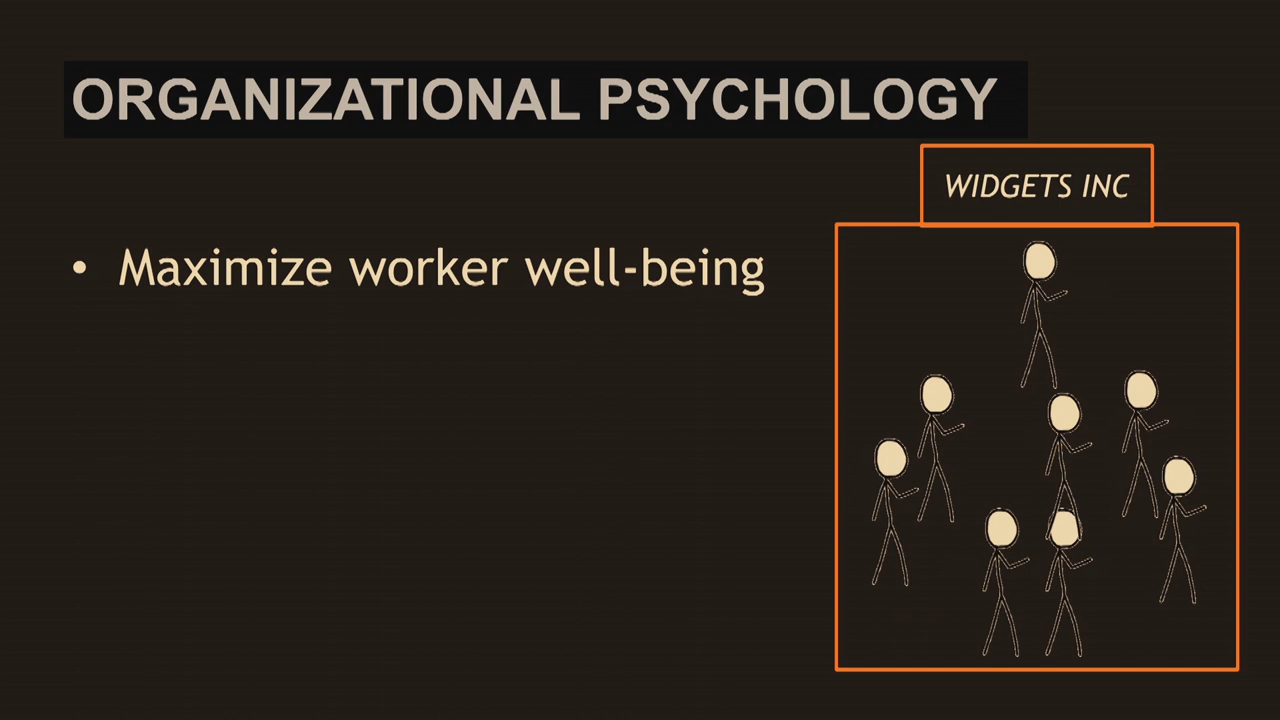 ORGANIZATIONAL PSYCHOLOGY
WIDGETS INC
• Maximize worker well-being